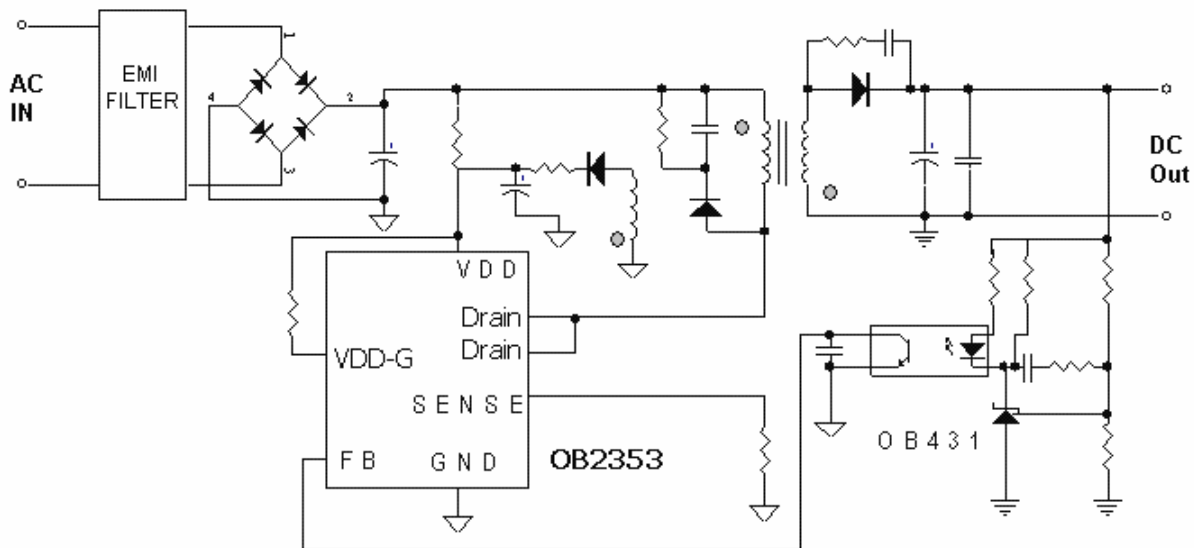 AC
IN
EMI
FILTER
1
4
2
3
DC
Out
VDD
Drain
Drain
VDD-G
SENSE
FB
GND
OB2353
OB431